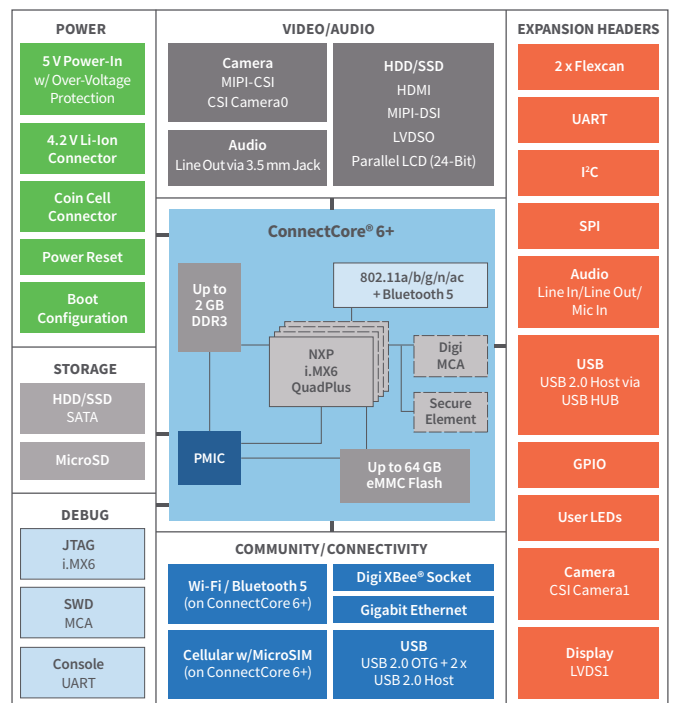 POWER
5 V Power-In
w/ Over-Voltage
Protection
4.2 V Li-Ion
Connector
Coin Cell
Connector
Power Reset
Boot
Configuration
STORAGE
HDD/SSD
SATA
MicroSD
DEBUG
JTAG
i.MX6
SWD
MCA
Console
UART
VIDEO/AUDIO
Camera
MIPI-CSI
CSI Camera0
Audio
Line Out via 3.5 mm Jack
HDD/SSD
HDMI
MIPI-DSI
LVDSO
Parallel LCD (24-Bit)
ConnectCore® 6+
Up to
2 GB
DDR3
802.11a/b/g/n/ac
+ Bluetooth 5
NXP
i.MX6
QuadPlus
Digi
MCA
Secure
Element
PMIC
Up to 64 GB
eMMC Flash
COMMUNITY/CONNECTIVITY
Wi-Fi / Bluetooth 5
(on ConnectCore 6+)
Digi XBee® Socket
Gigabit Ethernet
Cellular w/MicroSIM
(on ConnectCore 6+)
USB
USB 2.0 OTG + 2 x
USB 2.0 Host
EXPANSION HEADERS
2 x Flexcan
UART
I²C
SPI
Audio
Line In/Line Out/
Mic In
USB
USB 2.0 Host via
USB HUB
GPIO
User LEDs
Camera
CSI Camera1
Display
LVDS1